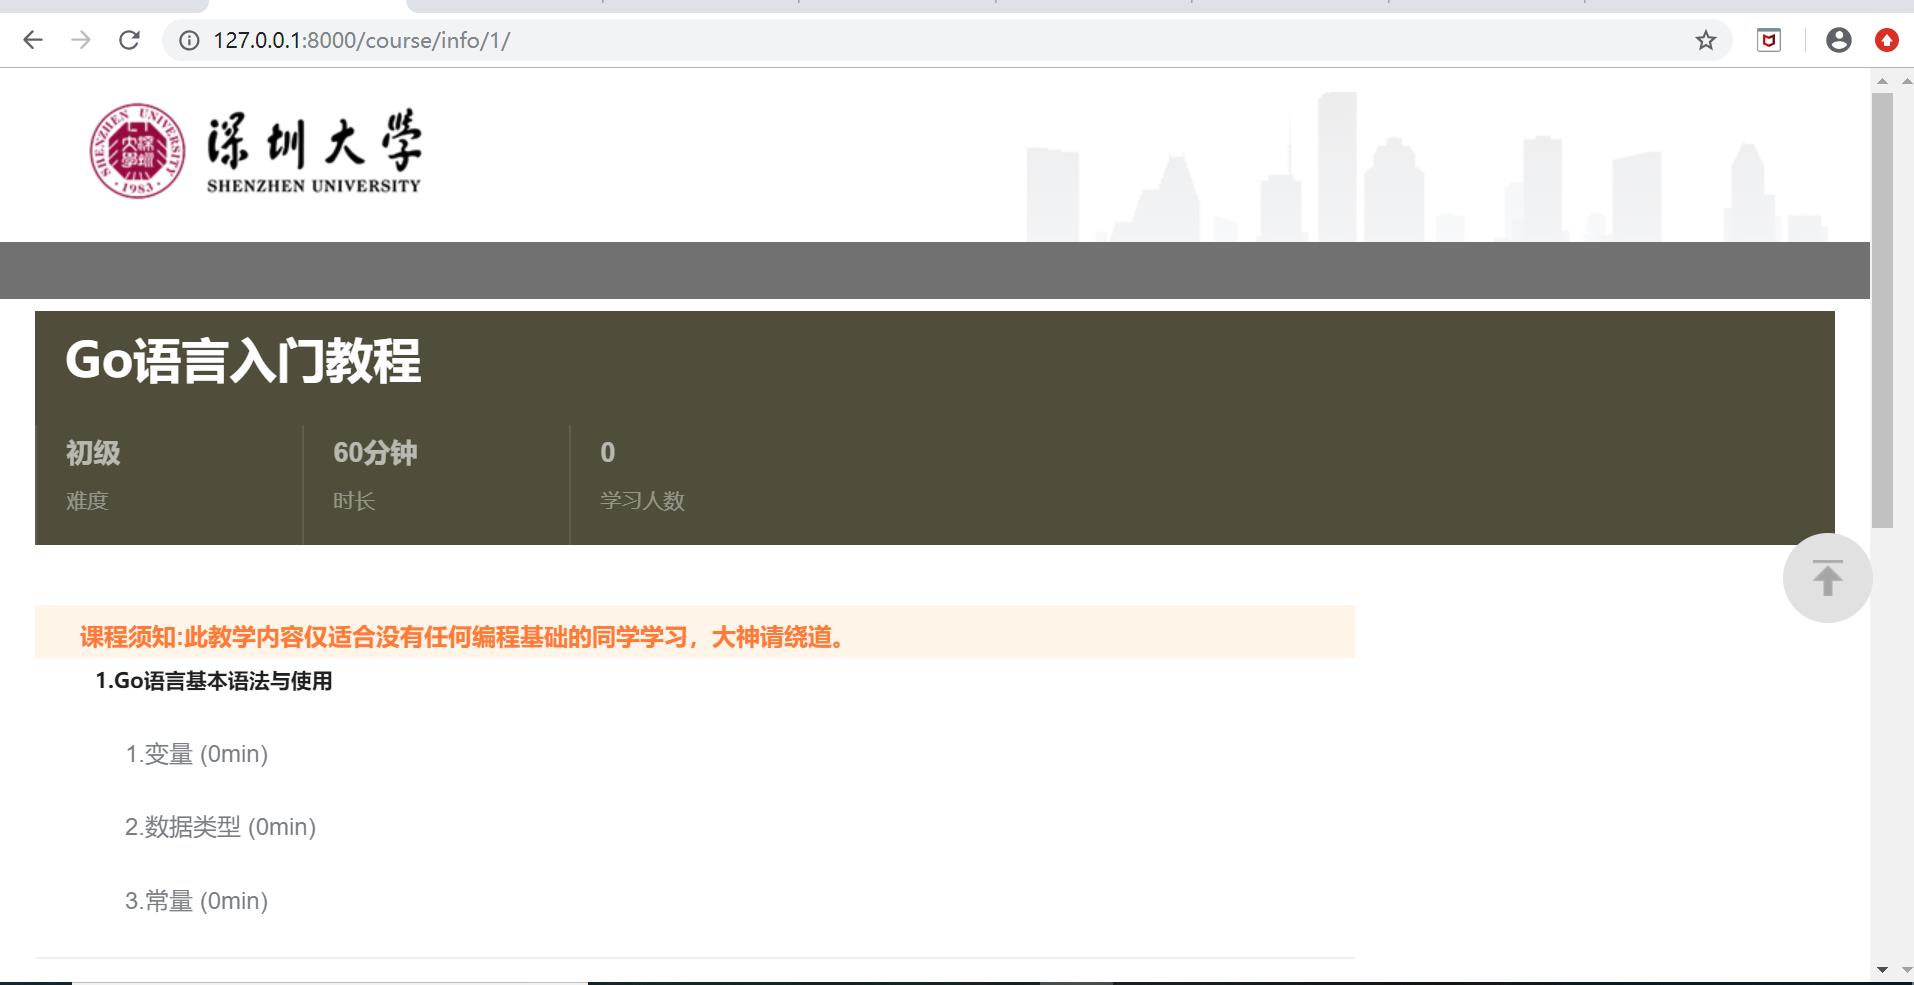 127.0.0.1:8000/course/info/1/
SHENZHEN UNIVERSITY
1983
深圳大学
SHENZHEN UNIVERSITY
Go语言入门教程
初级
难度
60分钟
时长
0
学习人数
课程须知:此教学内容仅适合没有任何编程基础的同学学习，大神请绕道。
1.Go语言基本语法与使用
1.变量 (0min)
2.数据类型 (0min)
3.常量 (0min)